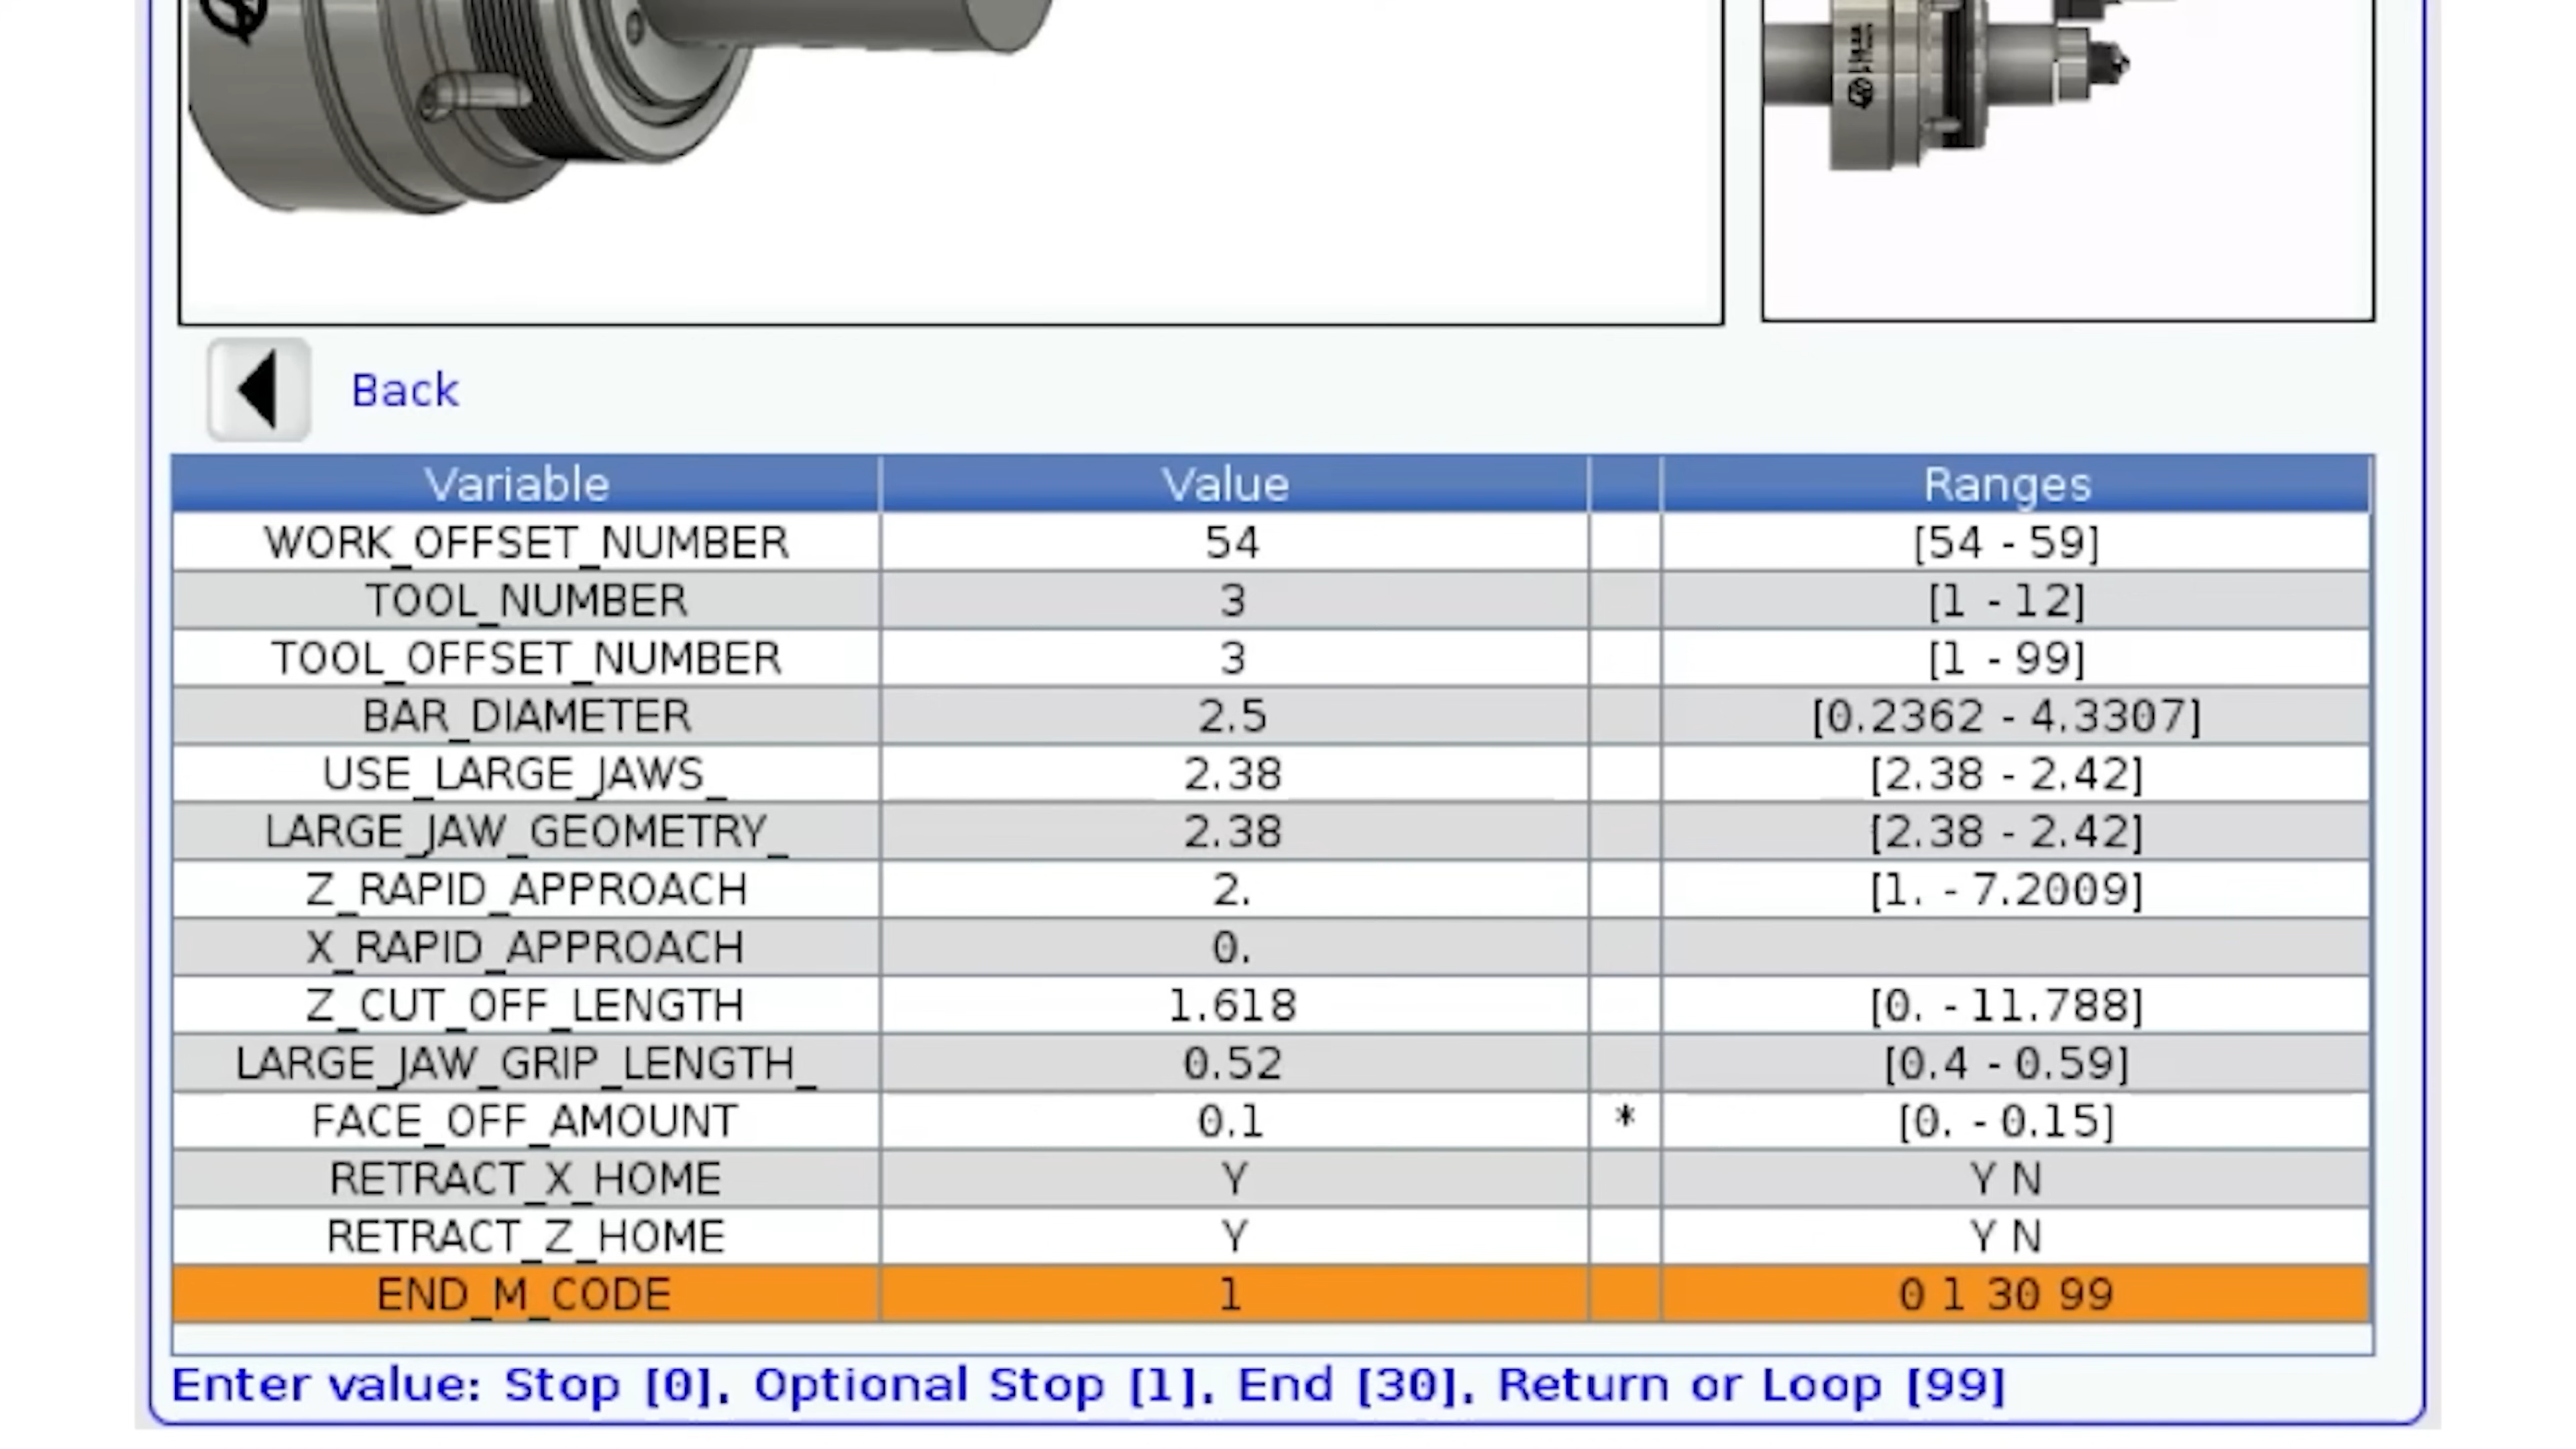 Back
Variable Value Ranges
WORK_OFFSET_NUMBER 54 [54 - 59]
TOOL_NUMBER 3 [1 - 12]
TOOL_OFFSET_NUMBER 3 [1 - 99]
BAR_DIAMETER 2.5 [0.2362 - 4.3307]
USE_LARGE_JAWS_ 2.38 [2.38 - 2.42]
LARGE_JAW_GEOMETRY_ 2.38 [2.38 - 2.42]
Z_RAPID_APPROACH 2. [1. - 7.2009]
X_RAPID_APPROACH 0.
Z_CUT_OFF_LENGTH 1.618 [0. - 11.788]
LARGE_JAW_GRIP_LENGTH_ 0.52 [0.4 - 0.59]
FACE_OFF_AMOUNT 0.1 * [0. - 0.15]
RETRACT_X_HOME Y Y N
RETRACT_Z_HOME Y Y N
END_M_CODE 1 0 1 30 99
Enter value: Stop [0], Optional Stop [1], End [30], Return or Loop [99]